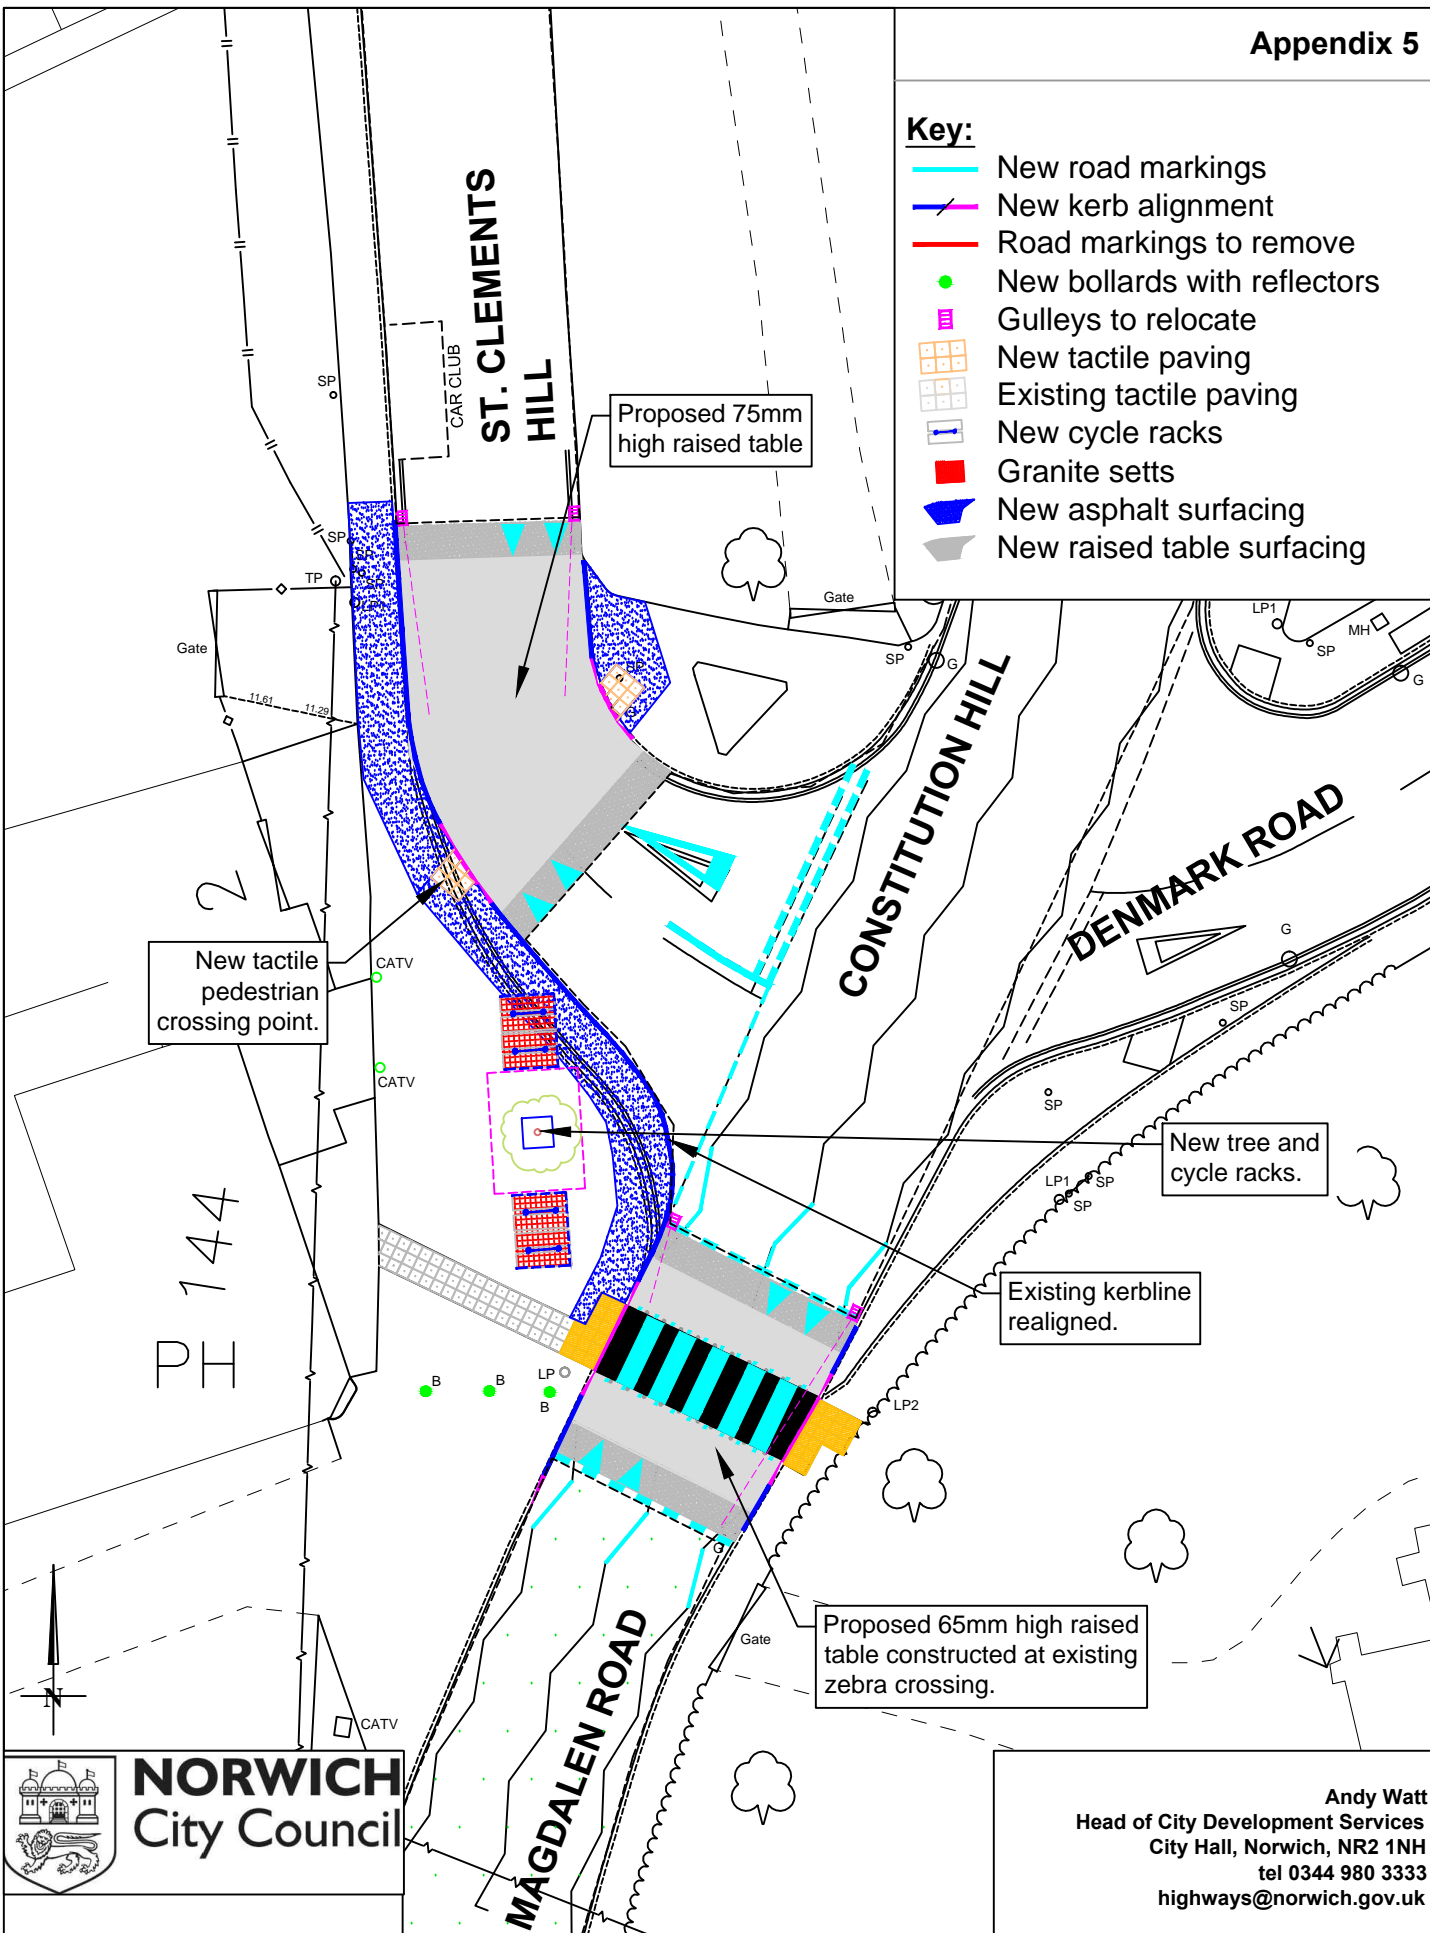 Appendix 5
Key:
New road markings
New kerb alignment
Road markings to remove
New bollards with reflectors
Gulleys to relocate
New tactile paving
Existing tactile paving
New cycle racks
Granite setts
New asphalt surfacing
New raised table surfacing
ST. CLEMENTS
HILL
CAR CLUB
SP
Proposed 75mm
high raised table
SP
SP
SP
TP
Gate
11.61
11.29
SP
Gate
SP
G
LP1
MH
SP
G
CONSTITUTION HILL
DENMARK ROAD
G
SP
2
New tactile
pedestrian
crossing point.
CATV
CATV
SP
New tree and
cycle racks.
LP1
SP
SP
144
PH
Existing kerbline
realigned.
B
B
B
LP
LP2
G
Proposed 65mm high raised
table constructed at existing
zebra crossing.
Gate
MAGDALEN ROAD
N
CATV
NORWICH
City Council
Andy Watt
Head of City Development Services
City Hall, Norwich, NR2 1NH
tel 0344 980 3333
highways@norwich.gov.uk